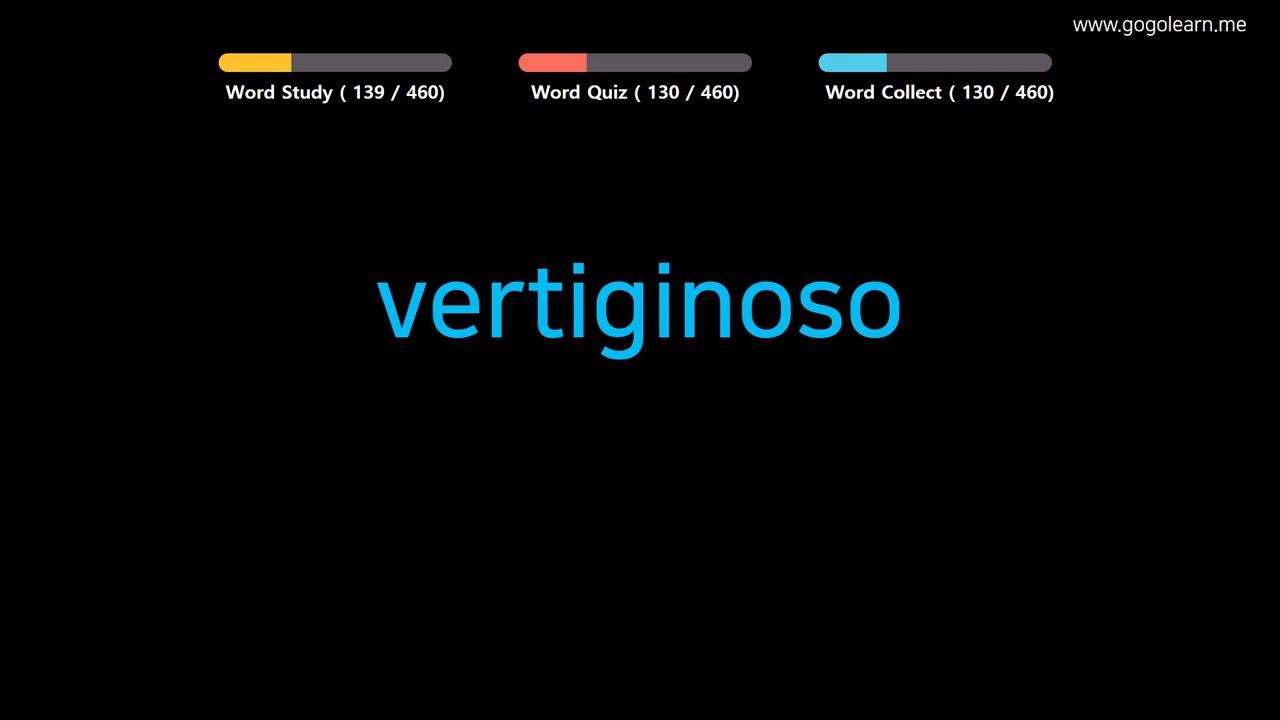 www.gogolearn.me
Word Study ( 139 / 460)
Word Quiz ( 130 / 460)
Word Collect ( 130 / 460)
vertiginoso